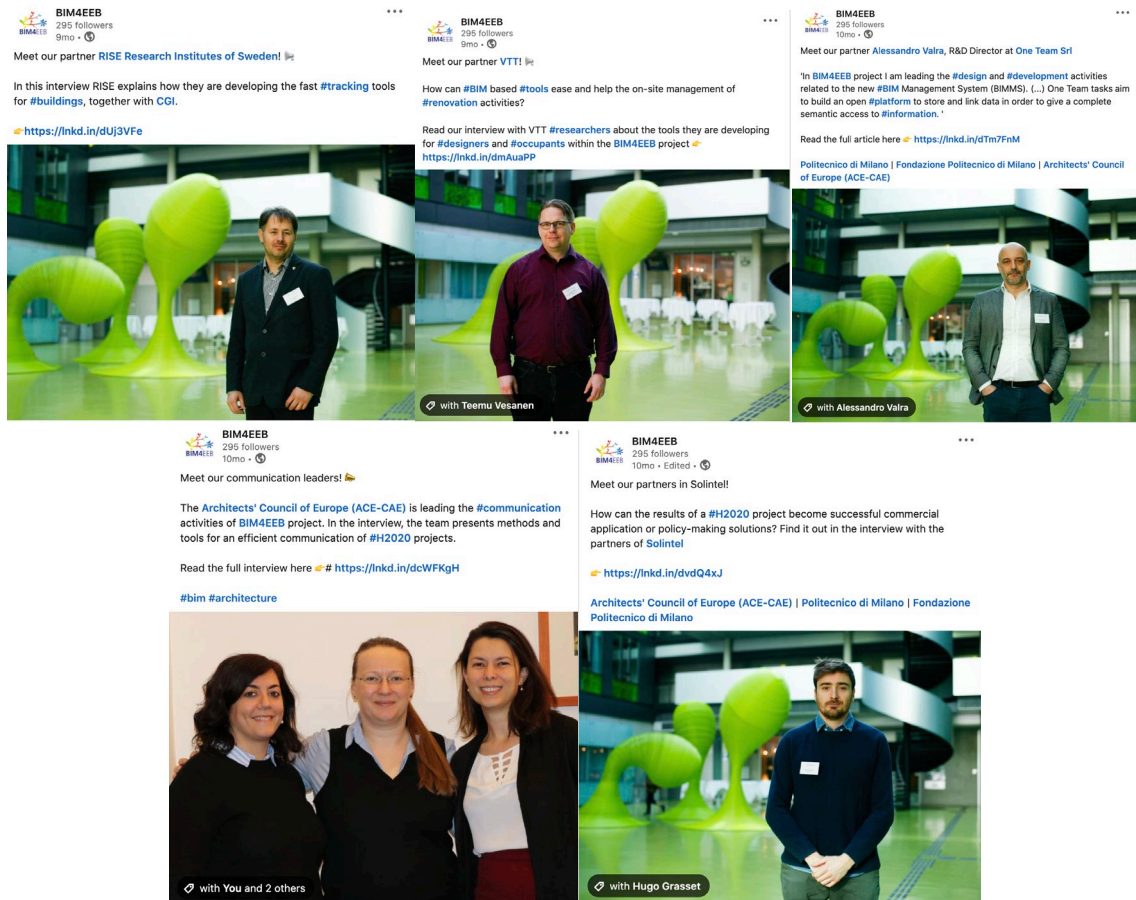 BIM4EEB
295 followers
9mo •
Meet our partner RISE Research Institutes of Sweden!
In this interview RISE explains how they are developing the fast #tracking tools
for #buildings, together with CGI.
👉https://lnkd.in/dUj3VFe
BIM4EEB
BIM4EEB
295 followers
9mo •
Meet our partner VTT!
How can #BIM based #tools ease and help the on-site management of
#renovation activities?
Read our interview with VTT #researchers about the tools they are developing
for #designers and #occupants within the BIM4EEB project 👉
https://lnkd.in/dmAuaPP
with Teemu Vesanen
BIM4EEB
BIM4EEB
295 followers
10mo •
Meet our partner Alessandro Valra, R&D Director at One Team Srl
'In BIM4EEB project I am leading the #design and #development activities
related to the new #BIM Management System (BIMMS). (...) One Team tasks aim
to build an open #platform to store and link data in order to give a complete
semantic access to #information. '
Read the full article here 👉 https://lnkd.in/dTm7FnM
Politecnico di Milano | Fondazione Politecnico di Milano | Architects' Council
of Europe (ACE-CAE)
with Alessandro Valra
BIM4EEB
BIM4EEB
295 followers
10mo •
Meet our communication leaders!
The Architects' Council of Europe (ACE-CAE) is leading the #communication
activities of BIM4EEB project. In the interview, the team presents methods and
tools for an efficient communication of #H2020 projects.
Read the full interview here 👉# https://lnkd.in/dcWFKgH
#bim #architecture
with You and 2 others
BIM4EEB
BIM4EEB
295 followers
10mo • Edited •
Meet our partners in Solintel!
How can the results of a #H2020 project become successful commercial
application or policy-making solutions? Find it out in the interview with the
partners of Solintel
👉 https://lnkd.in/dvdQ4xJ
Architects' Council of Europe (ACE-CAE) | Politecnico di Milano | Fondazione
Politecnico di Milano
with Hugo Grasset
BIM4EEB